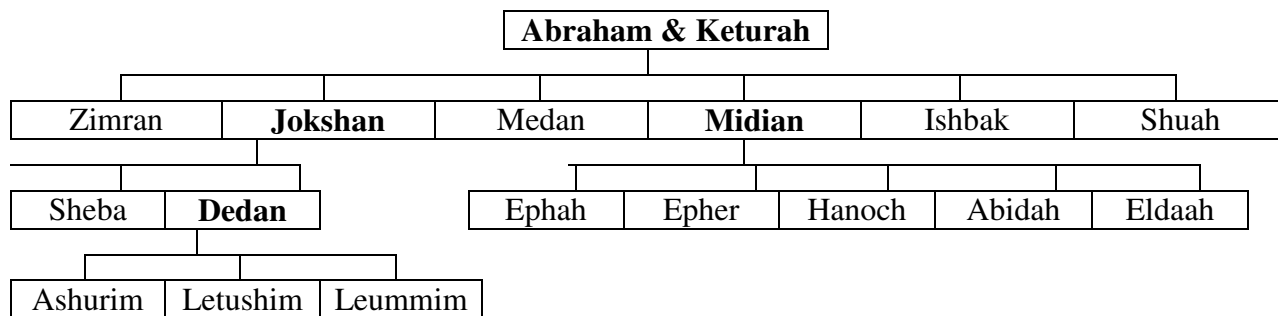 Abraham & Keturah
Zimran Jokshan Medan Midian Ishbak Shuah
Sheba Dedan Ephah Epher Hanoch Abidah Eldaah
Ashurim Letushim Leummim